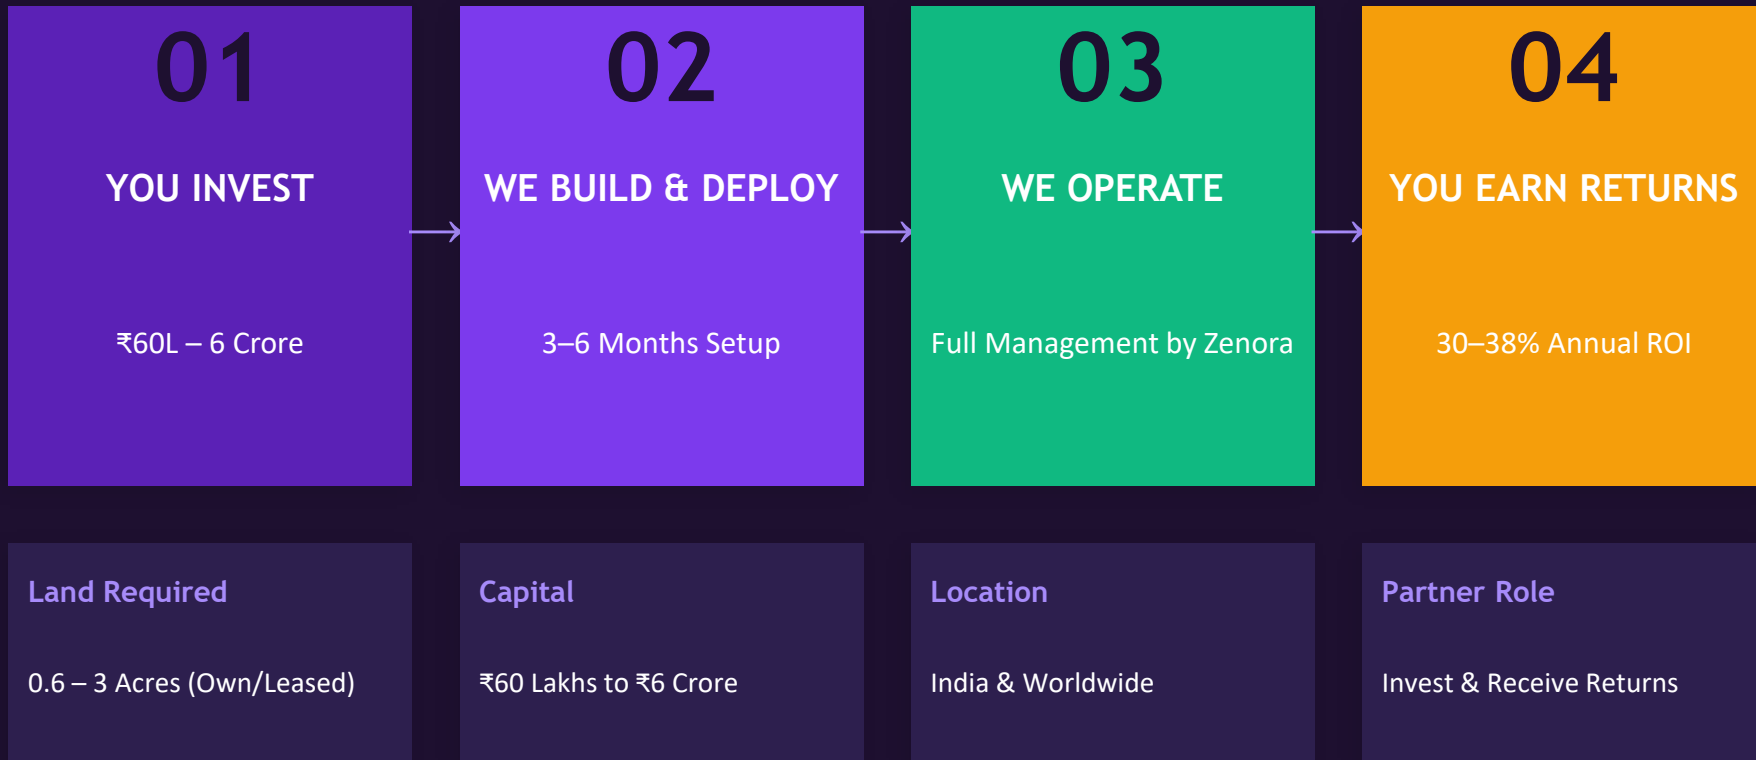 01
YOU INVEST
₹60L – 6 Crore
02
WE BUILD & DEPLOY
3–6 Months Setup
03
WE OPERATE
Full Management by Zenora
04
YOU EARN RETURNS
30–38% Annual ROI
Land Required
0.6 – 3 Acres (Own/Leased)
Capital
₹60 Lakhs to ₹6 Crore
Location
India & Worldwide
Partner Role
Invest & Receive Returns